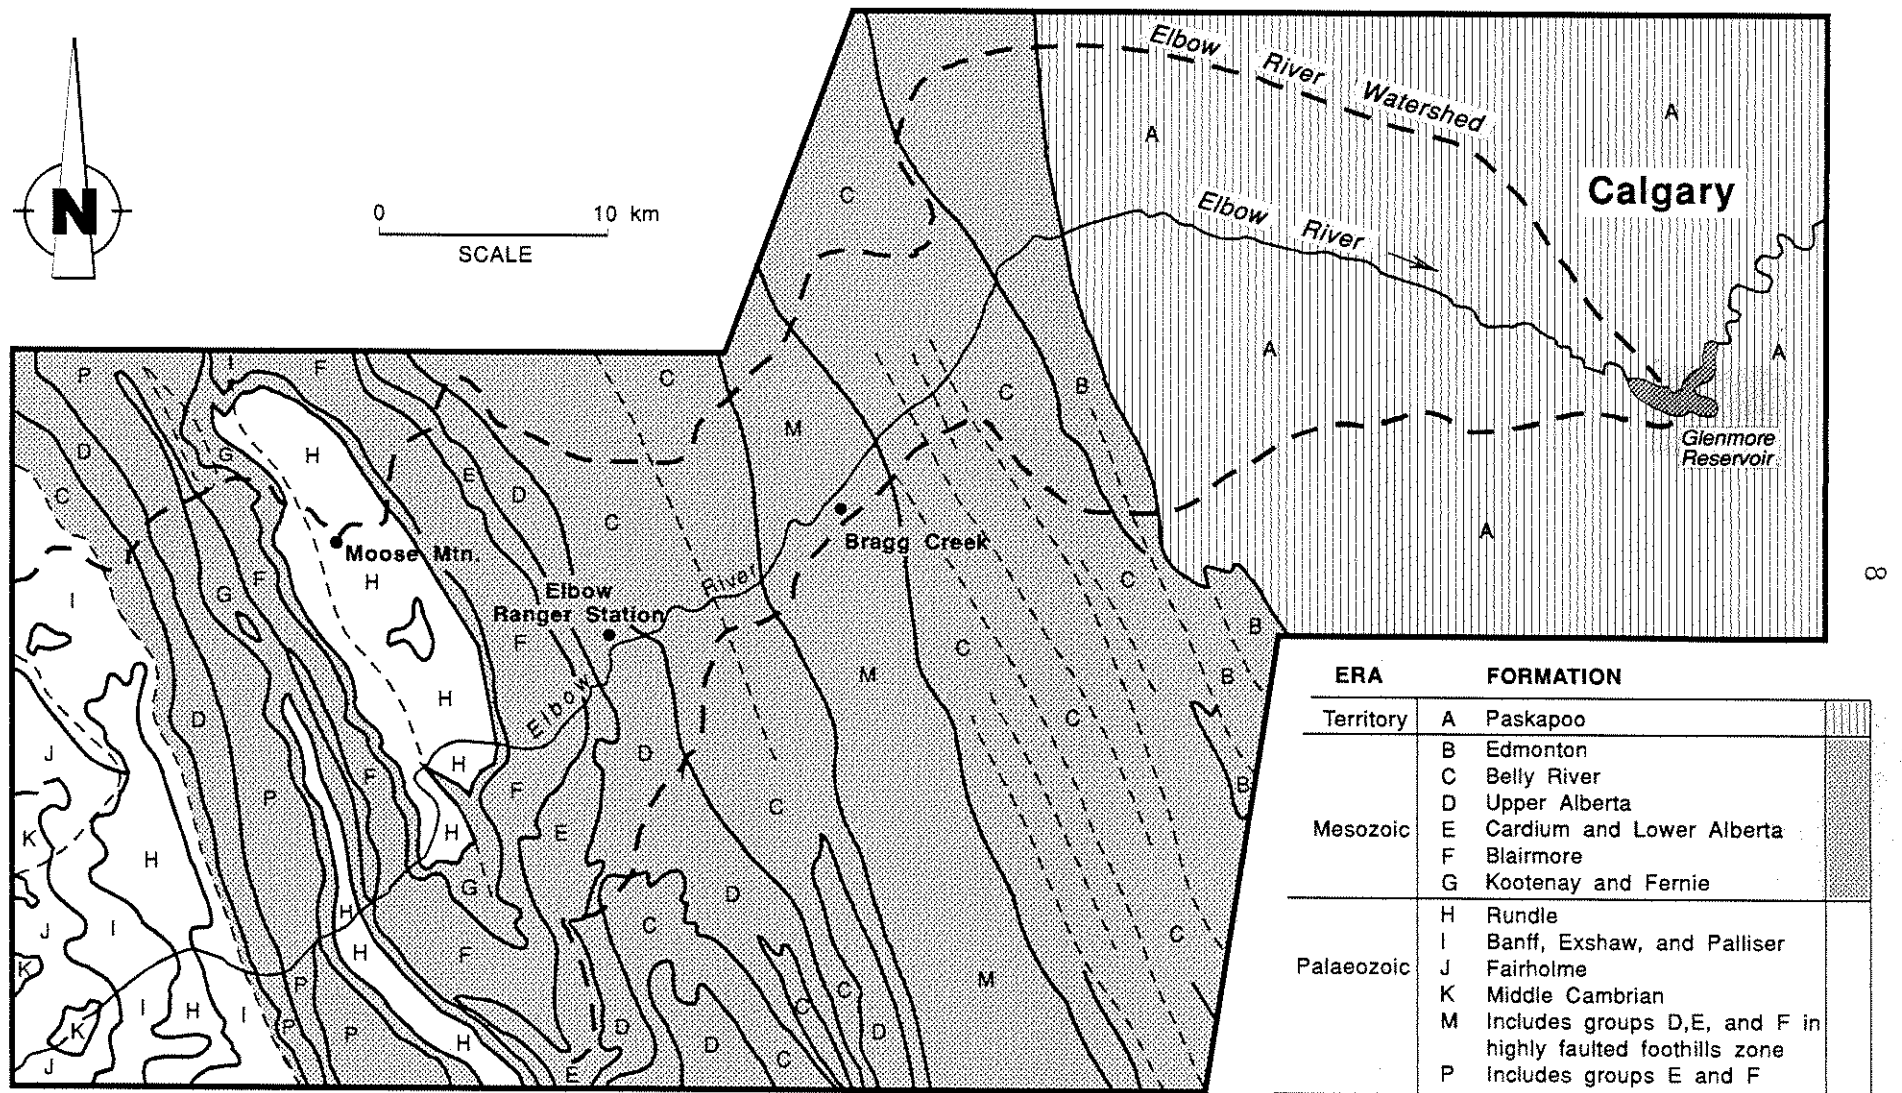 Elbow River Watershed
A
A
Calgary
N
0 10 km
SCALE
C
Elbow River
A
A
P
F
C
C
B
M
D
G
H
E
D
C
C
Glenmore
Reservoir
A
Moose Mtn.
H
Bragg Creek
C
I
G
F
Elbow
Ranger Station
River
F
B
C
M
B
H
Elbow
D
C
J
D
H
F
C
B
P
F
H
E
K
H
G
D
H
C
C
J
I
F
K
H
P
M
C
C
I
H
I
K
P
P
H
D
D
C
D
J
E
8
ERA FORMATION
Territory A Paskapoo
B Edmonton
C Belly River
D Upper Alberta
Mesozoic E Cardium and Lower Alberta
F Blairmore
G Kootenay and Fernie
H Rundle
I Banff, Exshaw, and Palliser
Palaeozoic J Fairholme
K Middle Cambrian
M Includes groups D,E, and F in
highly faulted foothills zone
P Includes groups E and F